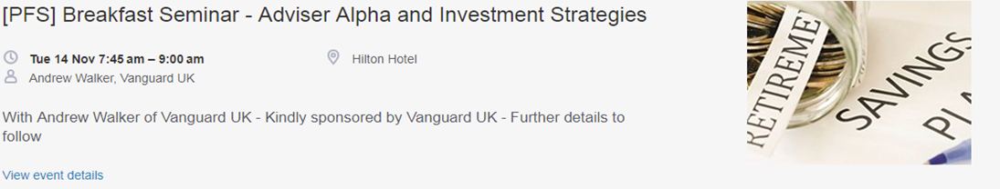 [PFS] Breakfast Seminar - Adviser Alpha and Investment Strategies
Tue 14 Nov 7:45 am – 9:00 am
Hilton Hotel
Andrew Walker, Vanguard UK
With Andrew Walker of Vanguard UK - Kindly sponsored by Vanguard UK - Further details to
follow
View event details
RETIREME
SAVINGS
PLA